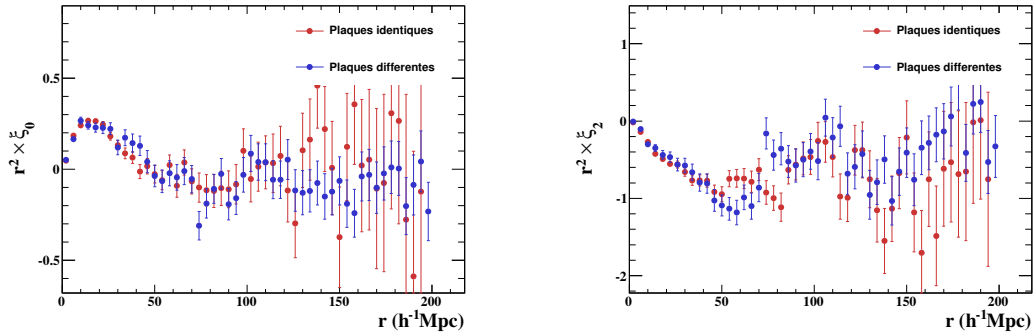 Plaques identiques
Plaques differentes
r² × ξ₀
0.5
0
-0.5
0 50 100 150 200
r (h⁻¹Mpc)
Plaques identiques
Plaques differentes
r² × ξ₂
1
0
-1
-2
0 50 100 150 200
r (h⁻¹Mpc)